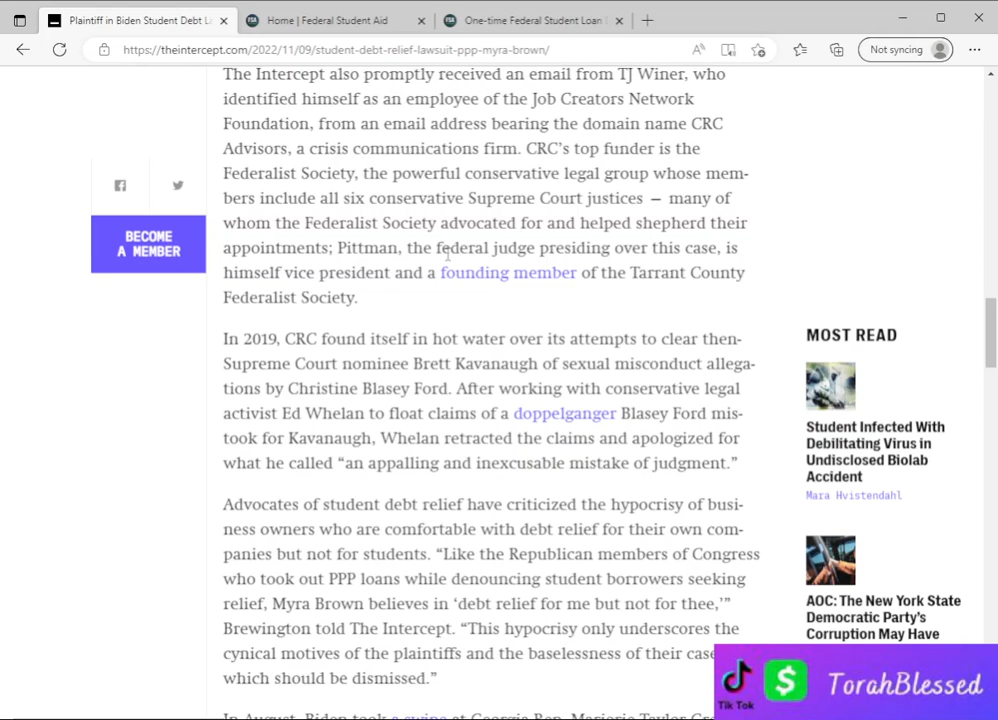 Plaintiff in Biden Student Debt L
Home | Federal Student Aid
One-time Federal Student Loan
https://theintercept.com/2022/11/09/student-debt-relief-lawsuit-ppp-myra-brown/
Not syncing
The Intercept also promptly received an email from TJ Winer, who
identified himself as an employee of the Job Creators Network
Foundation, from an email address bearing the domain name CRC
Advisors, a crisis communications firm. CRC’s top funder is the
Federalist Society, the powerful conservative legal group whose mem-
bers include all six conservative Supreme Court justices — many of
whom the Federalist Society advocated for and helped shepherd their
appointments; Pittman, the federal judge presiding over this case, is
himself vice president and a founding member of the Tarrant County
Federalist Society.
In 2019, CRC found itself in hot water over its attempts to clear then-
Supreme Court nominee Brett Kavanaugh of sexual misconduct allega-
tions by Christine Blasey Ford. After working with conservative legal
activist Ed Whelan to float claims of a doppelganger Blasey Ford mis-
took for Kavanaugh, Whelan retracted the claims and apologized for
what he called “an appalling and inexcusable mistake of judgment.”
Advocates of student debt relief have criticized the hypocrisy of busi-
ness owners who are comfortable with debt relief for their own com-
panies but not for students. “Like the Republican members of Congress
who took out PPP loans while denouncing student borrowers seeking
relief, Myra Brown believes in ‘debt relief for me but not for thee,’”
Brewington told The Intercept. “This hypocrisy only underscores the
cynical motives of the plaintiffs and the baselessness of their case
which should be dismissed.”
In August, Biden took a swipe at Georgia Rep. Marjorie Taylor
BECOME
A MEMBER
MOST READ
Student Infected With
Debilitating Virus in
Undisclosed Biolab
Accident
Mara Hvistendahl
AOC: The New York State
Democratic Party’s
Corruption May Have
Tik Tok
$
TorahBlessed